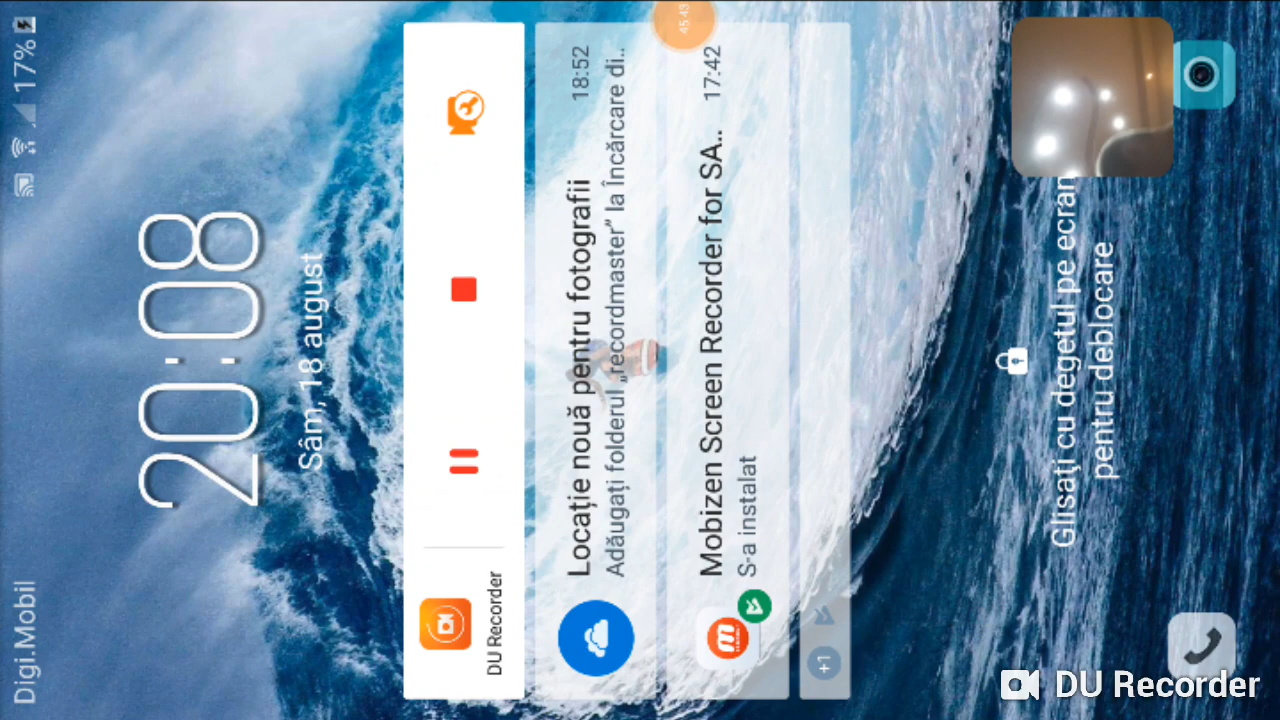 Digi.Mobil
17%
20:08
Sâm, 18 august
DU Recorder
45:43
Locație nouă pentru fotografii
18:52
Adăugați folderul „recordmaster” la Încărcare di..
Mobizen Screen Recorder for SA..
17:42
S-a instalat
+1
Glisați cu degetul pe ecran
pentru deblocare
DU Recorder